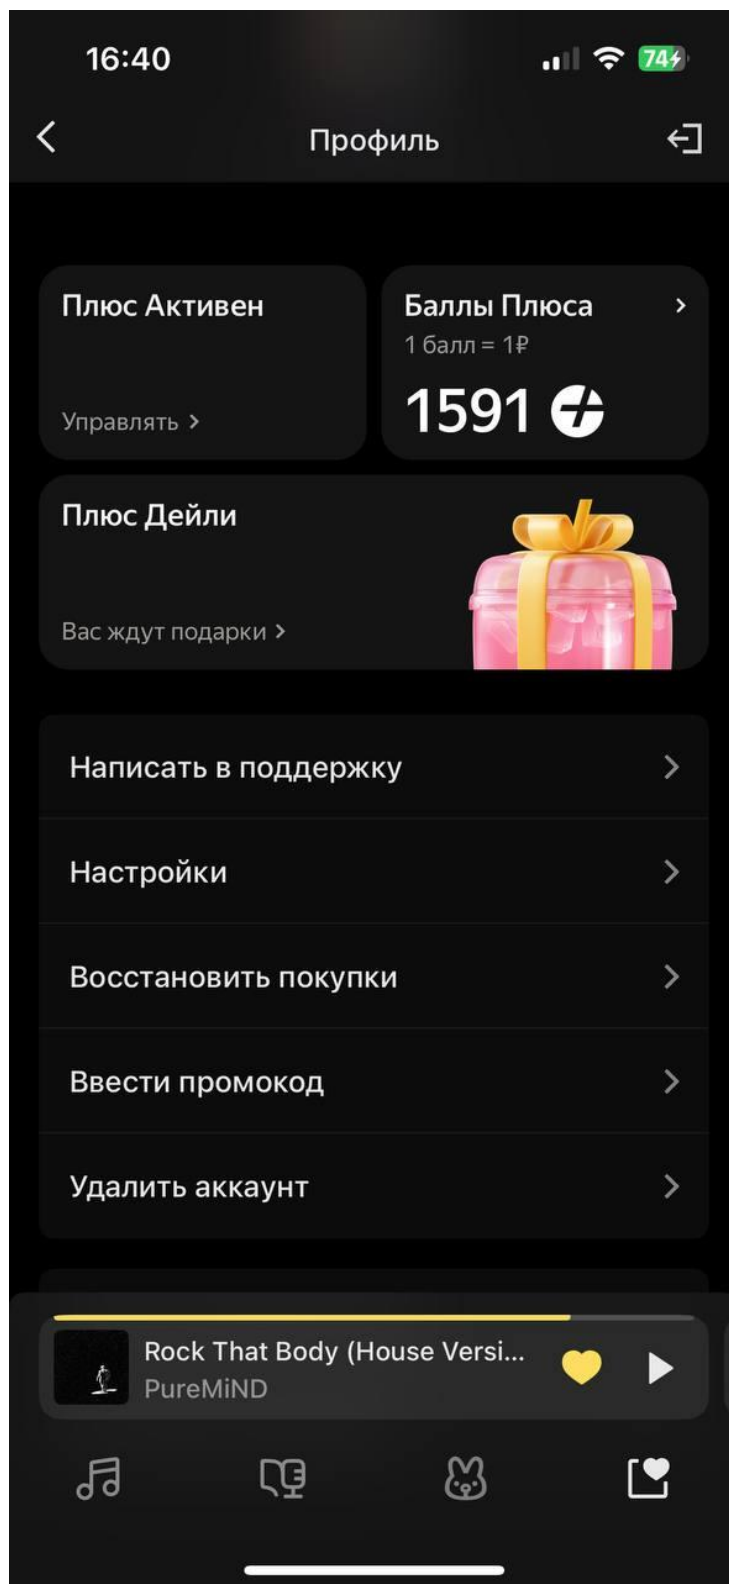 16:40
74
Профиль
Плюс Активен
Управлять
Баллы Плюса
1 балл = 1₽
1591
Плюс Дейли
Вас ждут подарки
Написать в поддержку
Настройки
Восстановить покупки
Ввести промокод
Удалить аккаунт
Rock That Body (House Versi...
PureMiND